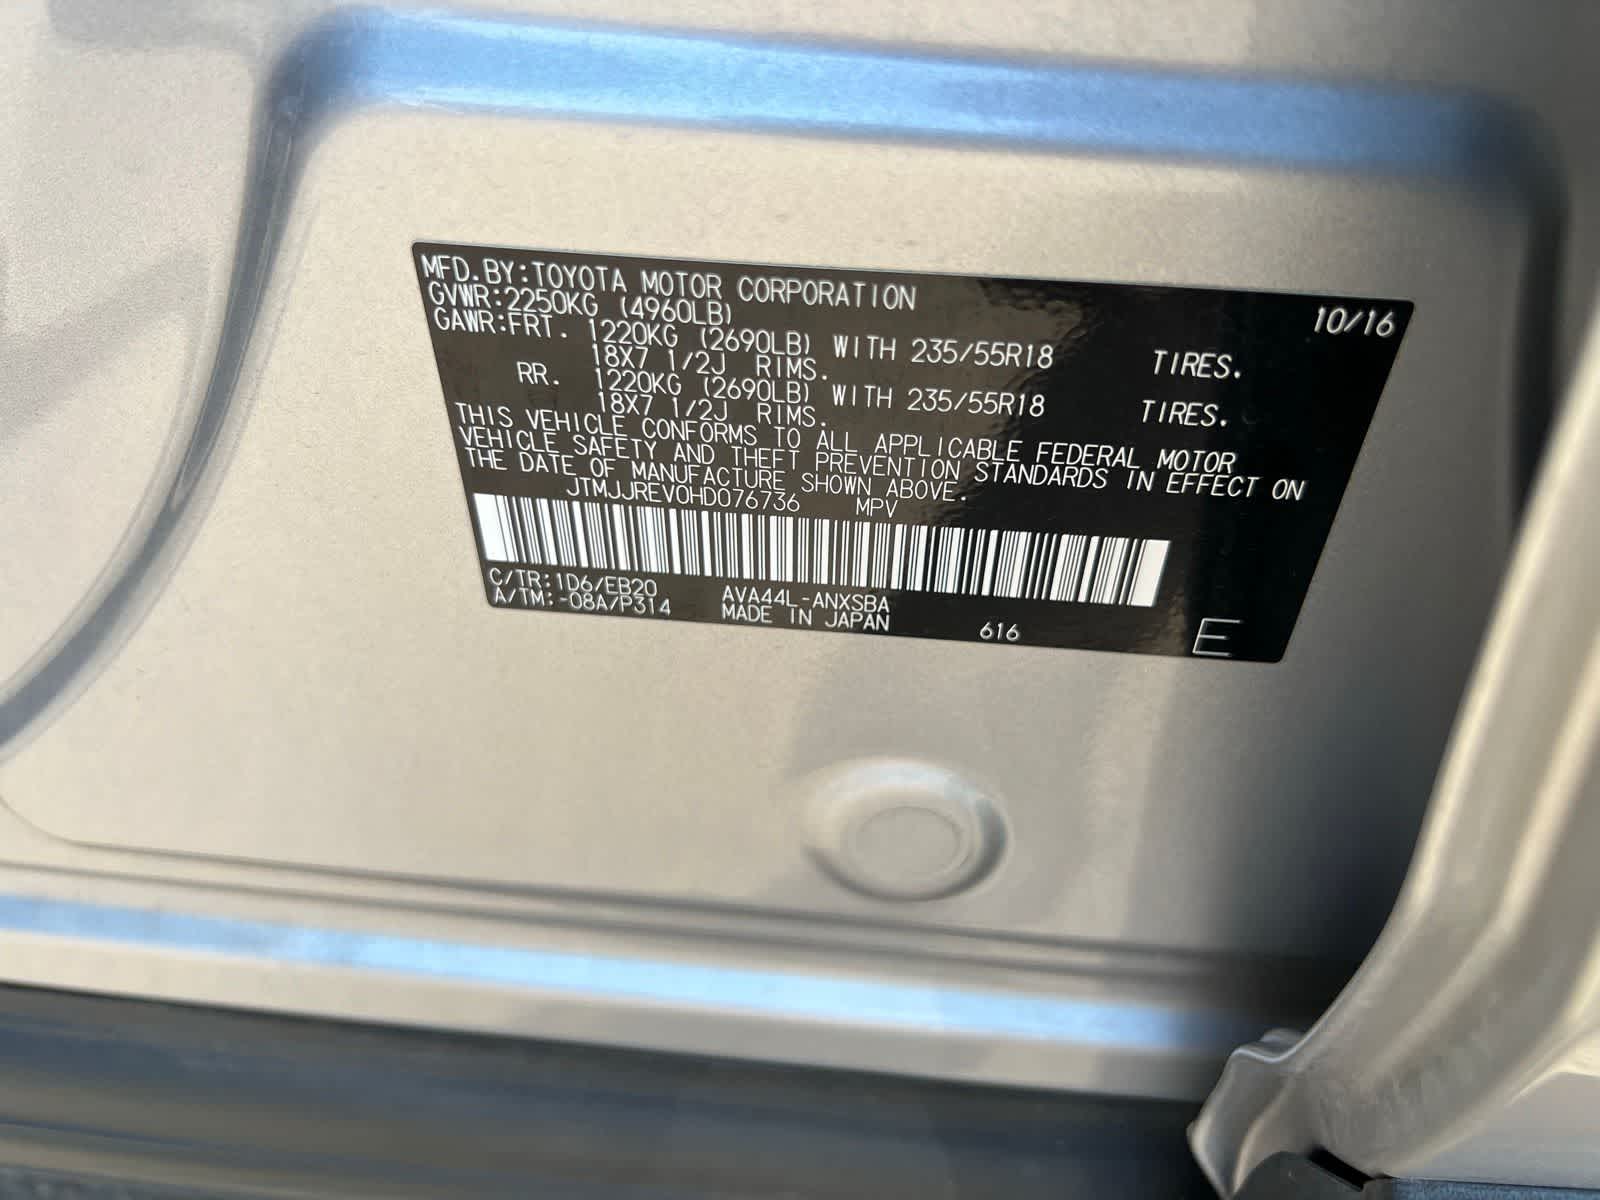 MFD.BY:TOYOTA MOTOR CORPORATION 10/16
GVWR:2250KG (4960LB)
GAWR:FRT. 1220KG (2690LB) WITH 235/55R18 TIRES.
18X7 1/2J RIMS.
RR. 1220KG (2690LB) WITH 235/55R18 TIRES.
18X7 1/2J RIMS.
THIS VEHICLE CONFORMS TO ALL APPLICABLE FEDERAL MOTOR
VEHICLE SAFETY AND THEFT PREVENTION STANDARDS IN EFFECT ON
THE DATE OF MANUFACTURE SHOWN ABOVE.
JTMJJREV0HD076736 MPV
C/TR:1D6/EB20 AVA44L-ANXSBA
A/TM:-08A/P314 MADE IN JAPAN 616 E